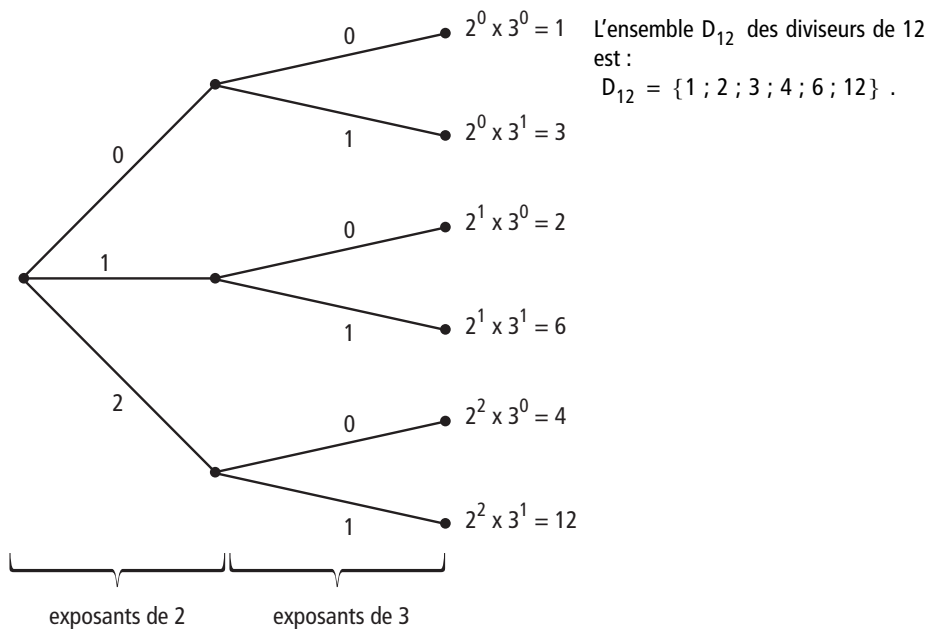 0
2⁰ x 3⁰ = 1
L'ensemble D₁₂ des diviseurs de 12
est :
D₁₂ = {1 ; 2 ; 3 ; 4 ; 6 ; 12} .
1
2⁰ x 3¹ = 3
0
0
2¹ x 3⁰ = 2
1
1
2¹ x 3¹ = 6
2
0
2² x 3⁰ = 4
1
2² x 3¹ = 12
exposants de 2
exposants de 3